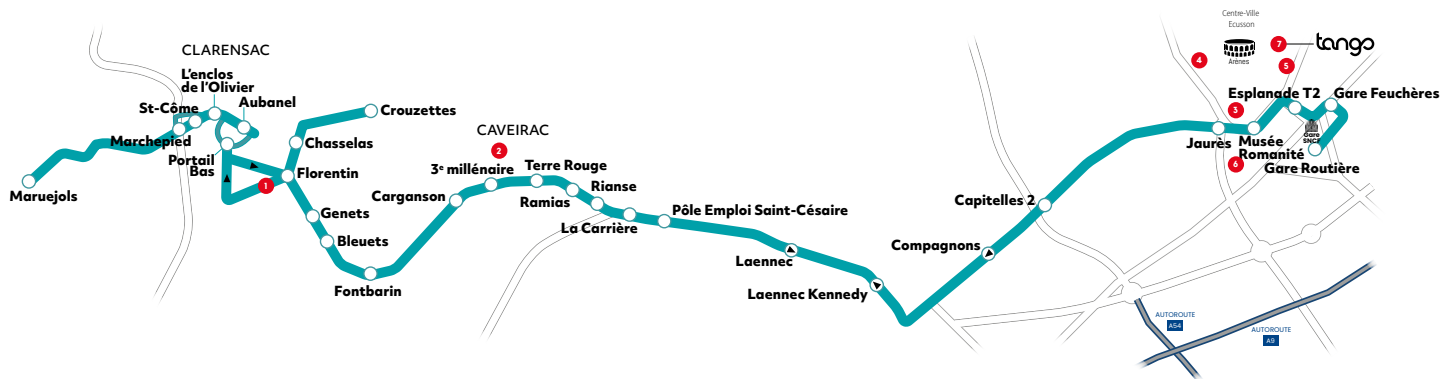 CLARENSAC
L'enclos
de l'Olivier
St-Côme
Aubanel
Marchepied
Portail
Bas
Maruejols
Crouzettes
Chasselas
Florentin
1
Genets
Bleuets
Fontbarin
CAVEIRAC
2
3e millénaire
Carganson
Terre Rouge
Ramias
Rianse
La Carrière
Pôle Emploi Saint-Césaire
Laennec
Laennec Kennedy
Compagnons
Capitelles 2
Centre-Ville
Ecusson
Arènes
4
7
tango
5
Esplanade T2
Gare Feuchères
3
Jaurès
Musée
Romanité
Gare
SNCF
6
Gare Routière
AUTOROUTE
A54
AUTOROUTE
A9